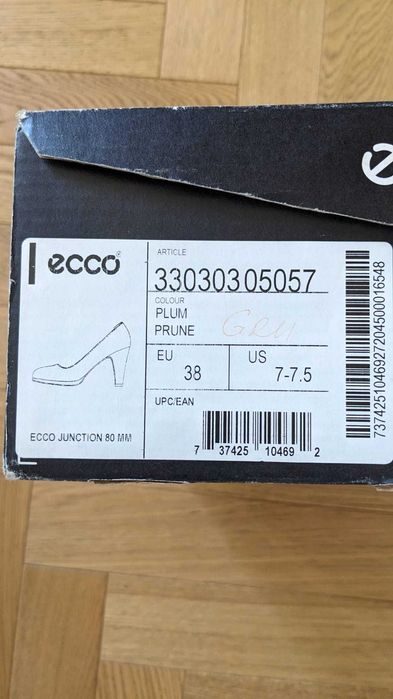 ecco
ARTICLE
33030305057
COLOUR
PLUM
PRUNE
EU
38
US
7-7.5
UPC/EAN
7 37425 10469 2
ECCO JUNCTION 80 MM
7374251046927204500016548